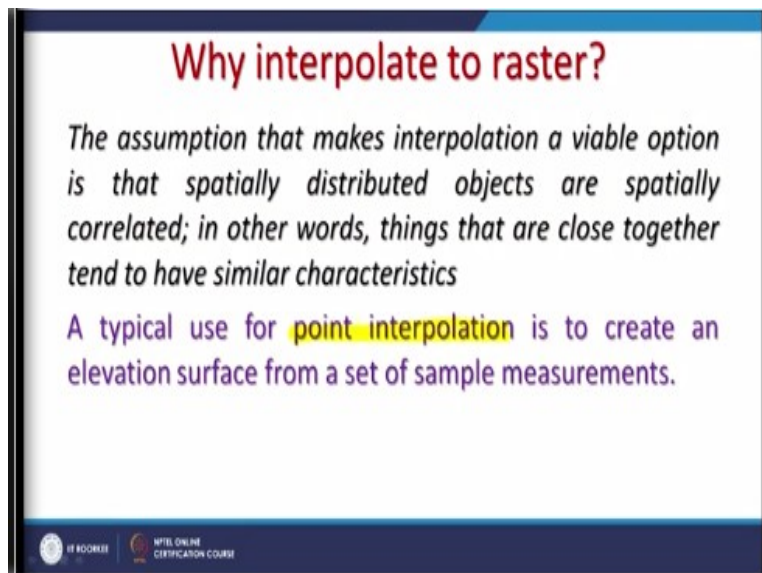 Why interpolate to raster?
The assumption that makes interpolation a viable option
is that spatially distributed objects are spatially
correlated; in other words, things that are close together
tend to have similar characteristics
A typical use for point interpolation is to create an
elevation surface from a set of sample measurements.
IIT ROORKEE
NPTEL ONLINE
CERTIFICATION COURSE